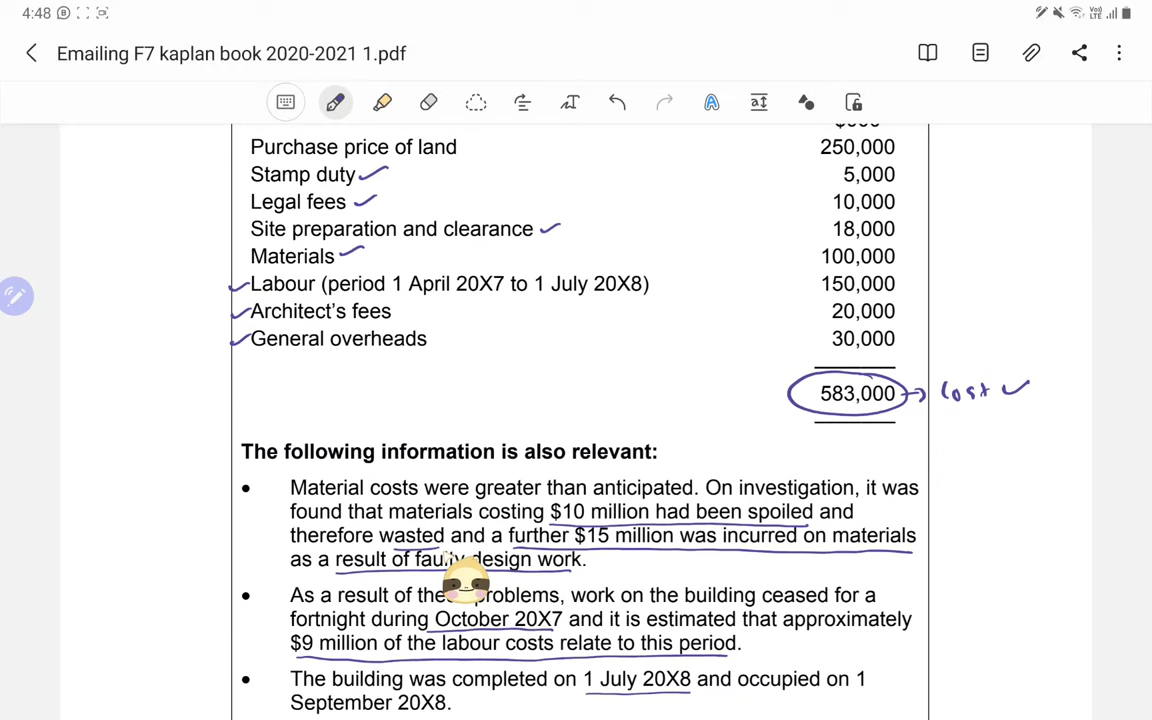 4:48
Vo)
LTE
Emailing F7 kaplan book 2020-2021 1.pdf
$000
Purchase price of land 250,000
Stamp duty 5,000
Legal fees 10,000
Site preparation and clearance 18,000
Materials 100,000
Labour (period 1 April 20X7 to 1 July 20X8) 150,000
Architect's fees 20,000
General overheads 30,000
583,000 → Cost ✓
The following information is also relevant:
• Material costs were greater than anticipated. On investigation, it was
found that materials costing $10 million had been spoiled and
therefore wasted and a further $15 million was incurred on materials
as a result of faulty design work.
• As a result of these problems, work on the building ceased for a
fortnight during October 20X7 and it is estimated that approximately
$9 million of the labour costs relate to this period.
• The building was completed on 1 July 20X8 and occupied on 1
September 20X8.